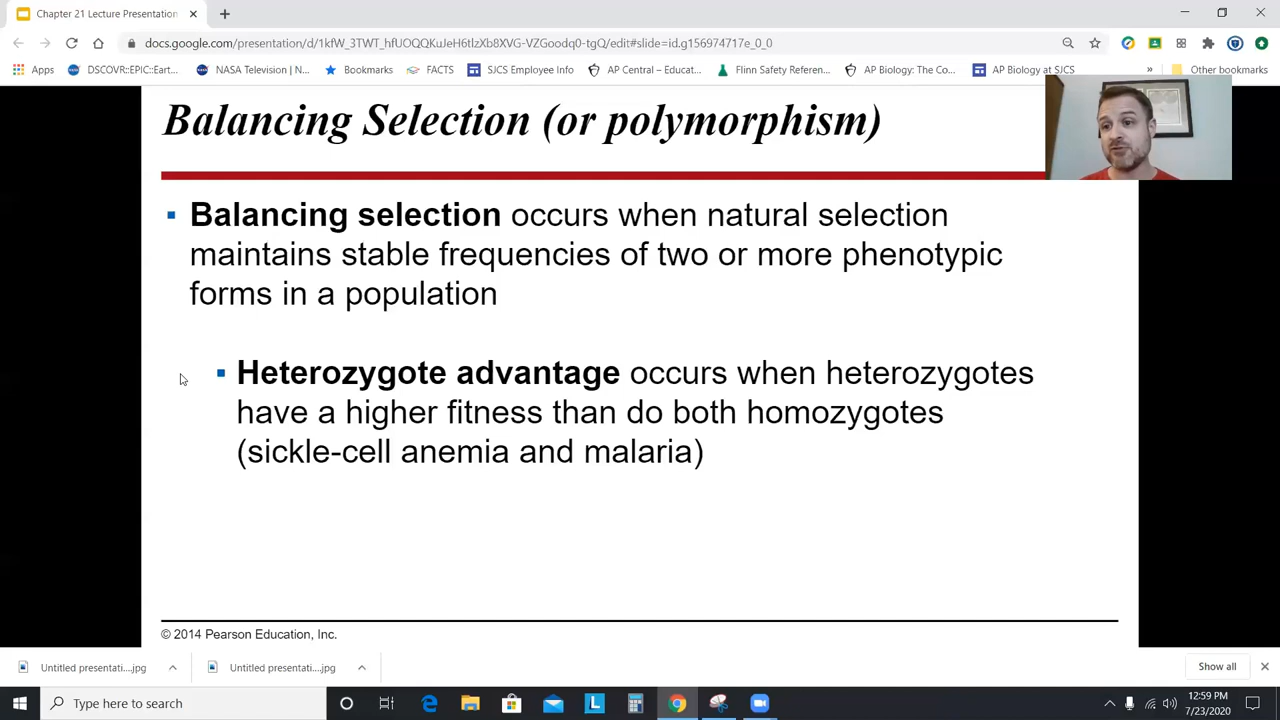 Chapter 21 Lecture Presentation
docs.google.com/presentation/d/1kfW_3TWT_hfUOQCKuJeH6tlzXb8XVG-VZGoodq0-tgQ/edit#slide=id.g156974717e_0_0
Apps DSCOVR::EPIC::Eart... NASA Television | N... Bookmarks FACTS SJCS Employee Info AP Central – Educat... Flinn Safety Referen... AP Biology: The Co... AP Biology at SJCS » Other bookmarks
Balancing Selection (or polymorphism)
Balancing selection occurs when natural selection
maintains stable frequencies of two or more phenotypic
forms in a population
Heterozygote advantage occurs when heterozygotes
have a higher fitness than do both homozygotes
(sickle-cell anemia and malaria)
© 2014 Pearson Education, Inc.
Untitled presentati....jpg Untitled presentati....jpg Show all
Type here to search L 12:59 PM
7/23/2020